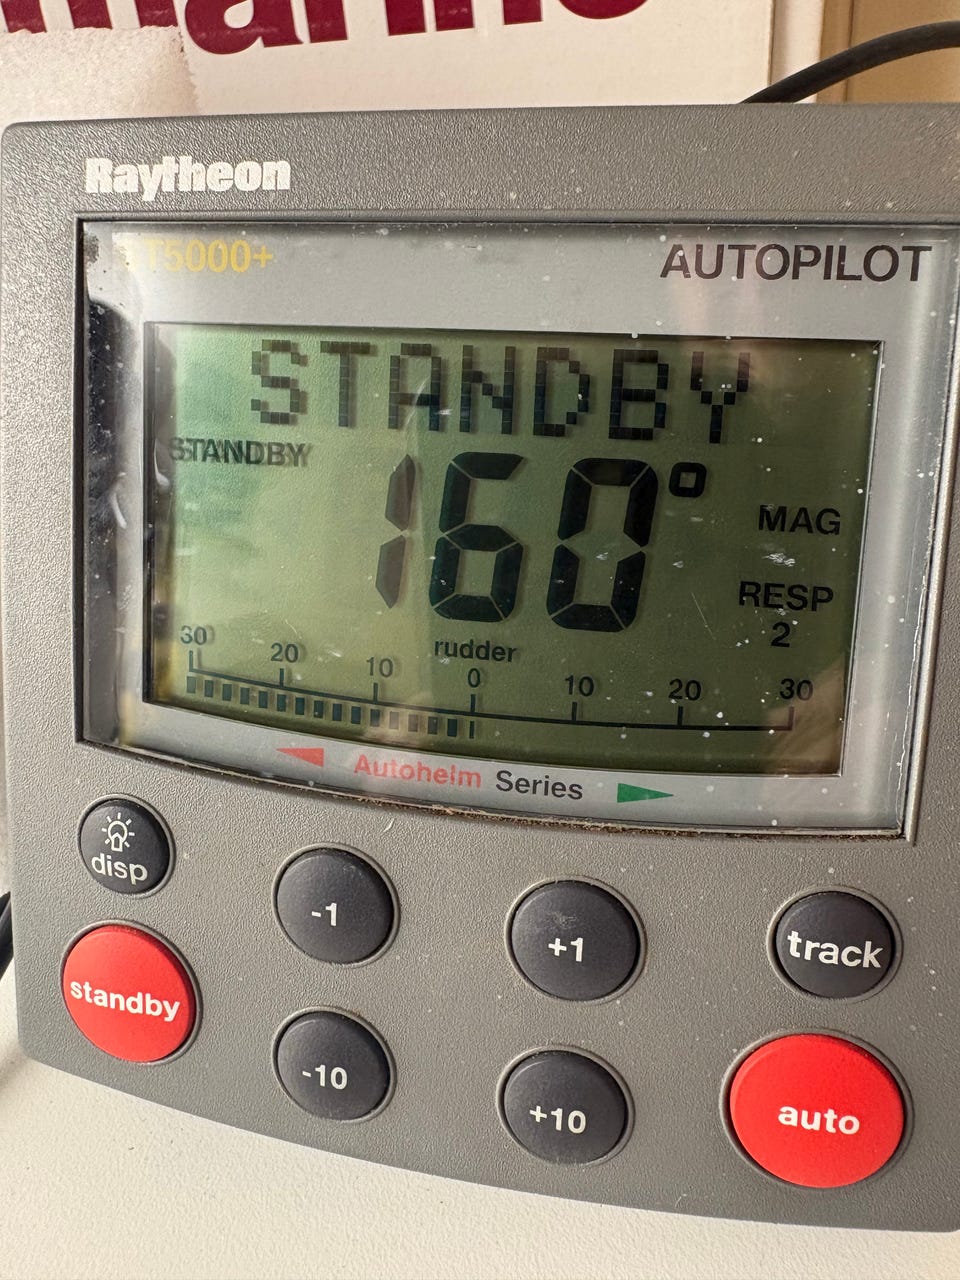 Raytheon
ST5000+ AUTOPILOT
STANDBY
STANDBY
160°
MAG
RESP
2
rudder
30 20 10 0 10 20 30
Autohelm Series
disp -1 +1 track
standby -10 +10 auto